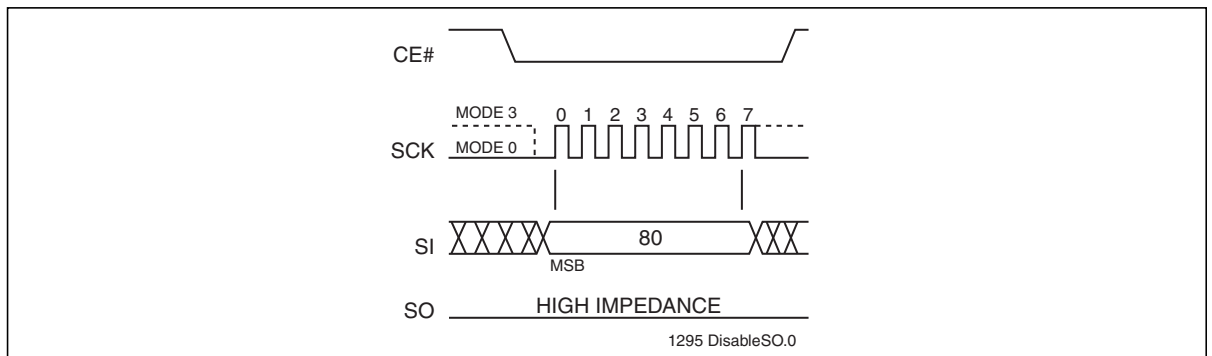 CE#
MODE 3 0 1 2 3 4 5 6 7
SCK MODE 0
SI 80
MSB
SO HIGH IMPEDANCE
1295 DisableSO.0